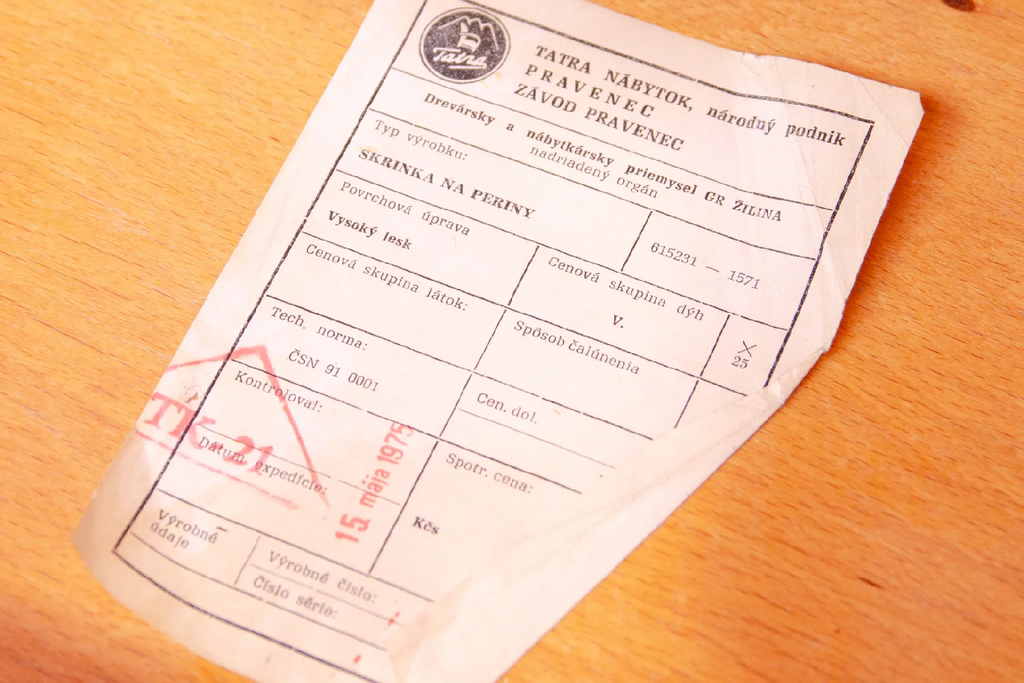 Tatra
TATRA NÁBYTOK, národný podnik
PRAVENEC
ZÁVOD PRAVENEC
Drevársky a nábytkársky priemysel GR ŽILINA
nadriadený orgán
Typ výrobku:
SKRINKA NA PERINY
615231 — 1571
Povrchová úprava
Vysoký lesk
Cenová skupina dýh
V.
X
25
Cenová skupina látok:
Spôsob čalúnenia
Tech. norma:
ČSN 91 0001
Cen. dol.
Kontroloval:
TK 21
Dátum expedície:
15. mája 1975
Spotr. cena:
Kčs
Výrobné
údaje
Výrobné číslo:
Číslo série: